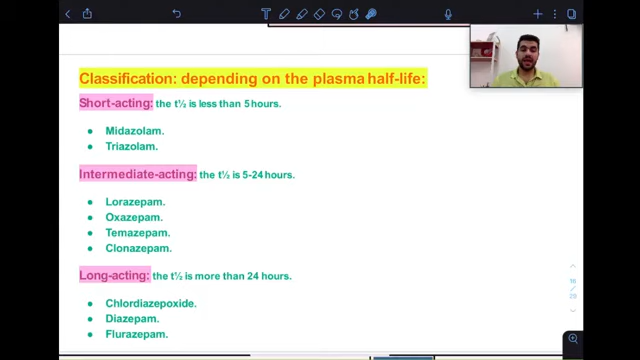 Classification: depending on the plasma half-life:
Short-acting: the t½ is less than 5 hours.
● Midazolam.
● Triazolam.
Intermediate-acting: the t½ is 5-24 hours.
● Lorazepam.
● Oxazepam.
● Temazepam.
● Clonazepam.
Long-acting: the t½ is more than 24 hours.
● Chlordiazepoxide.
● Diazepam.
● Flurazepam.